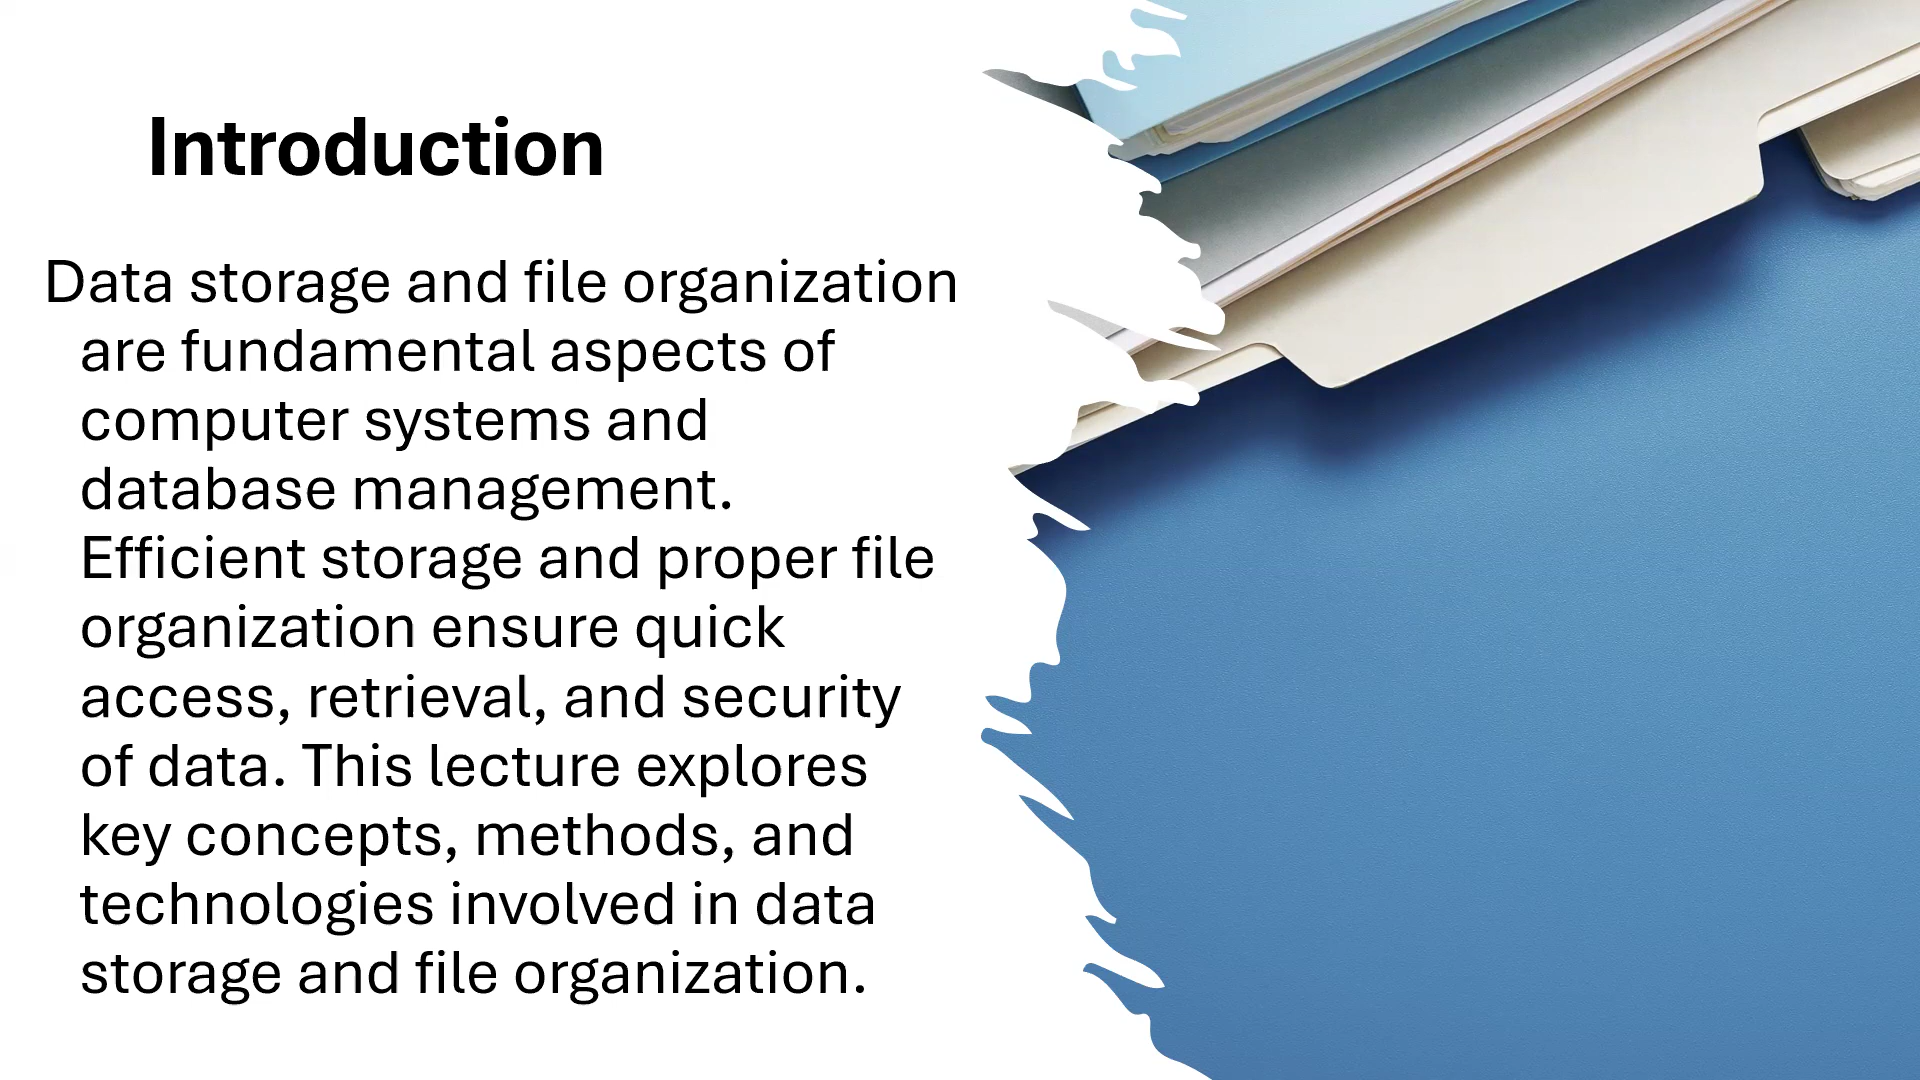 Introduction
Data storage and file organization
are fundamental aspects of
computer systems and
database management.
Efficient storage and proper file
organization ensure quick
access, retrieval, and security
of data. This lecture explores
key concepts, methods, and
technologies involved in data
storage and file organization.